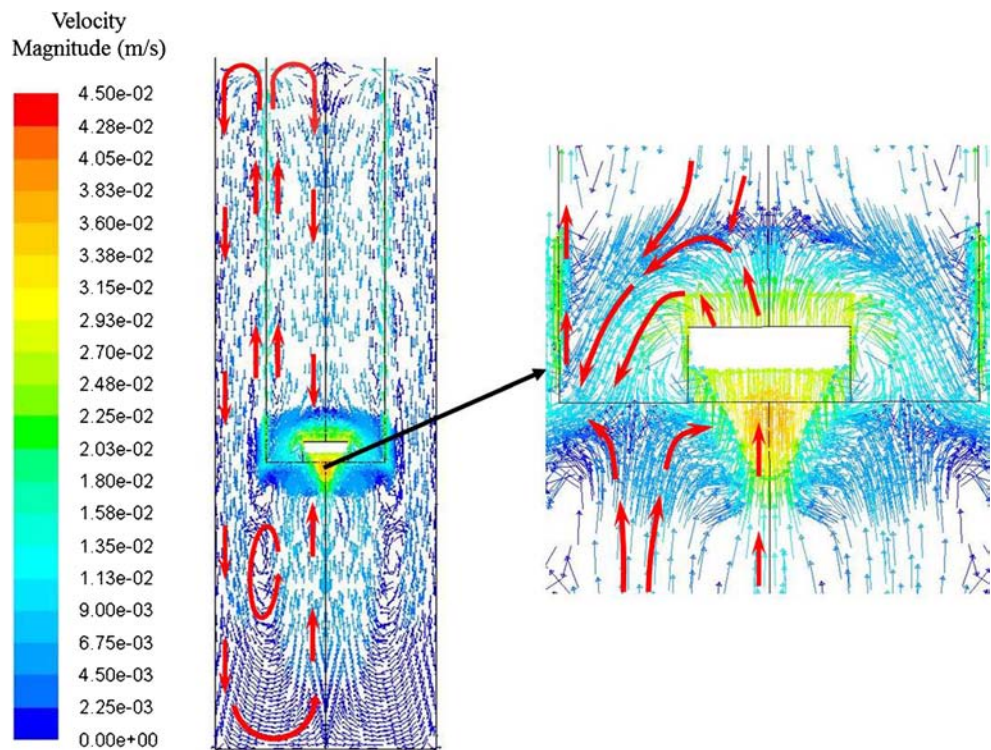 Velocity
Magnitude (m/s)
4.50e-02
4.28e-02
4.05e-02
3.83e-02
3.60e-02
3.38e-02
3.15e-02
2.93e-02
2.70e-02
2.48e-02
2.25e-02
2.03e-02
1.80e-02
1.58e-02
1.35e-02
1.13e-02
9.00e-03
6.75e-03
4.50e-03
2.25e-03
0.00e+00